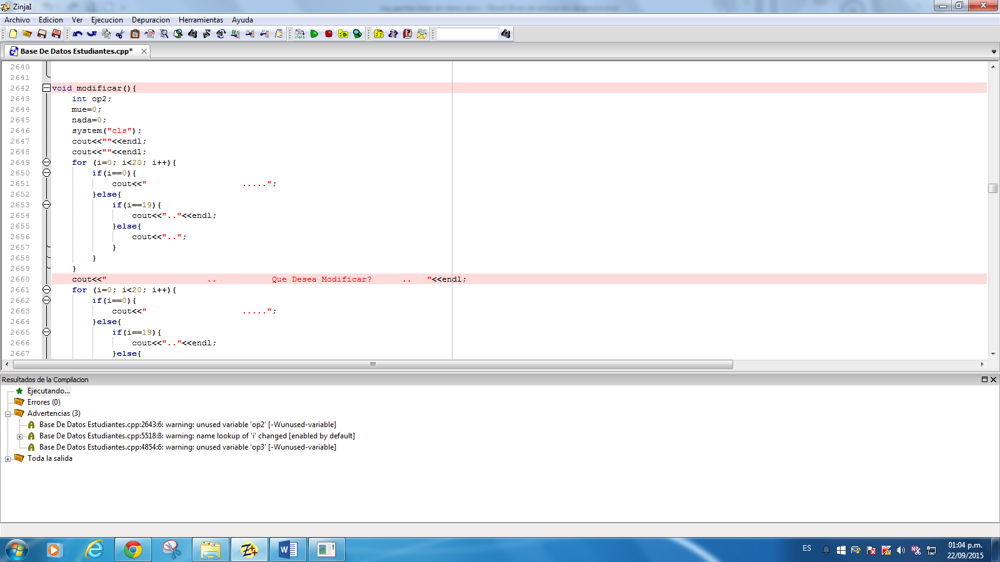 ZinjaI
Archivo Edicion Ver Ejecucion Depuracion Herramientas Ayuda
Base De Datos Estudiantes.cpp*
2640
2641
2642 void modificar(){
2643 int op2;
2644 mue=0;
2645 nada=0;
2646 system("cls");
2647 cout<<""<<endl;
2648 cout<<""<<endl;
2649 for (i=0; i<20; i++){
2650 if(i==0){
2651 cout<<"                   .....";
2652 }else{
2653 if(i==19){
2654 cout<<".."<<endl;
2655 }else{
2656 cout<<"..";
2657 }
2658 }
2659 }
2660 cout<<"                    ..           Que Desea Modificar?      ..   "<<endl;
2661 for (i=0; i<20; i++){
2662 if(i==0){
2663 cout<<"                   .....";
2664 }else{
2665 if(i==19){
2666 cout<<".."<<endl;
2667 }else{
Resultados de la Compilacion
Ejecutando...
Errores (0)
Advertencias (3)
Base De Datos Estudiantes.cpp:2643:6: warning: unused variable 'op2' [-Wunused-variable]
Base De Datos Estudiantes.cpp:5518:8: warning: name lookup of 'i' changed [enabled by default]
Base De Datos Estudiantes.cpp:4854:6: warning: unused variable 'op3' [-Wunused-variable]
Toda la salida
ES
01:04 p.m.
22/09/2015